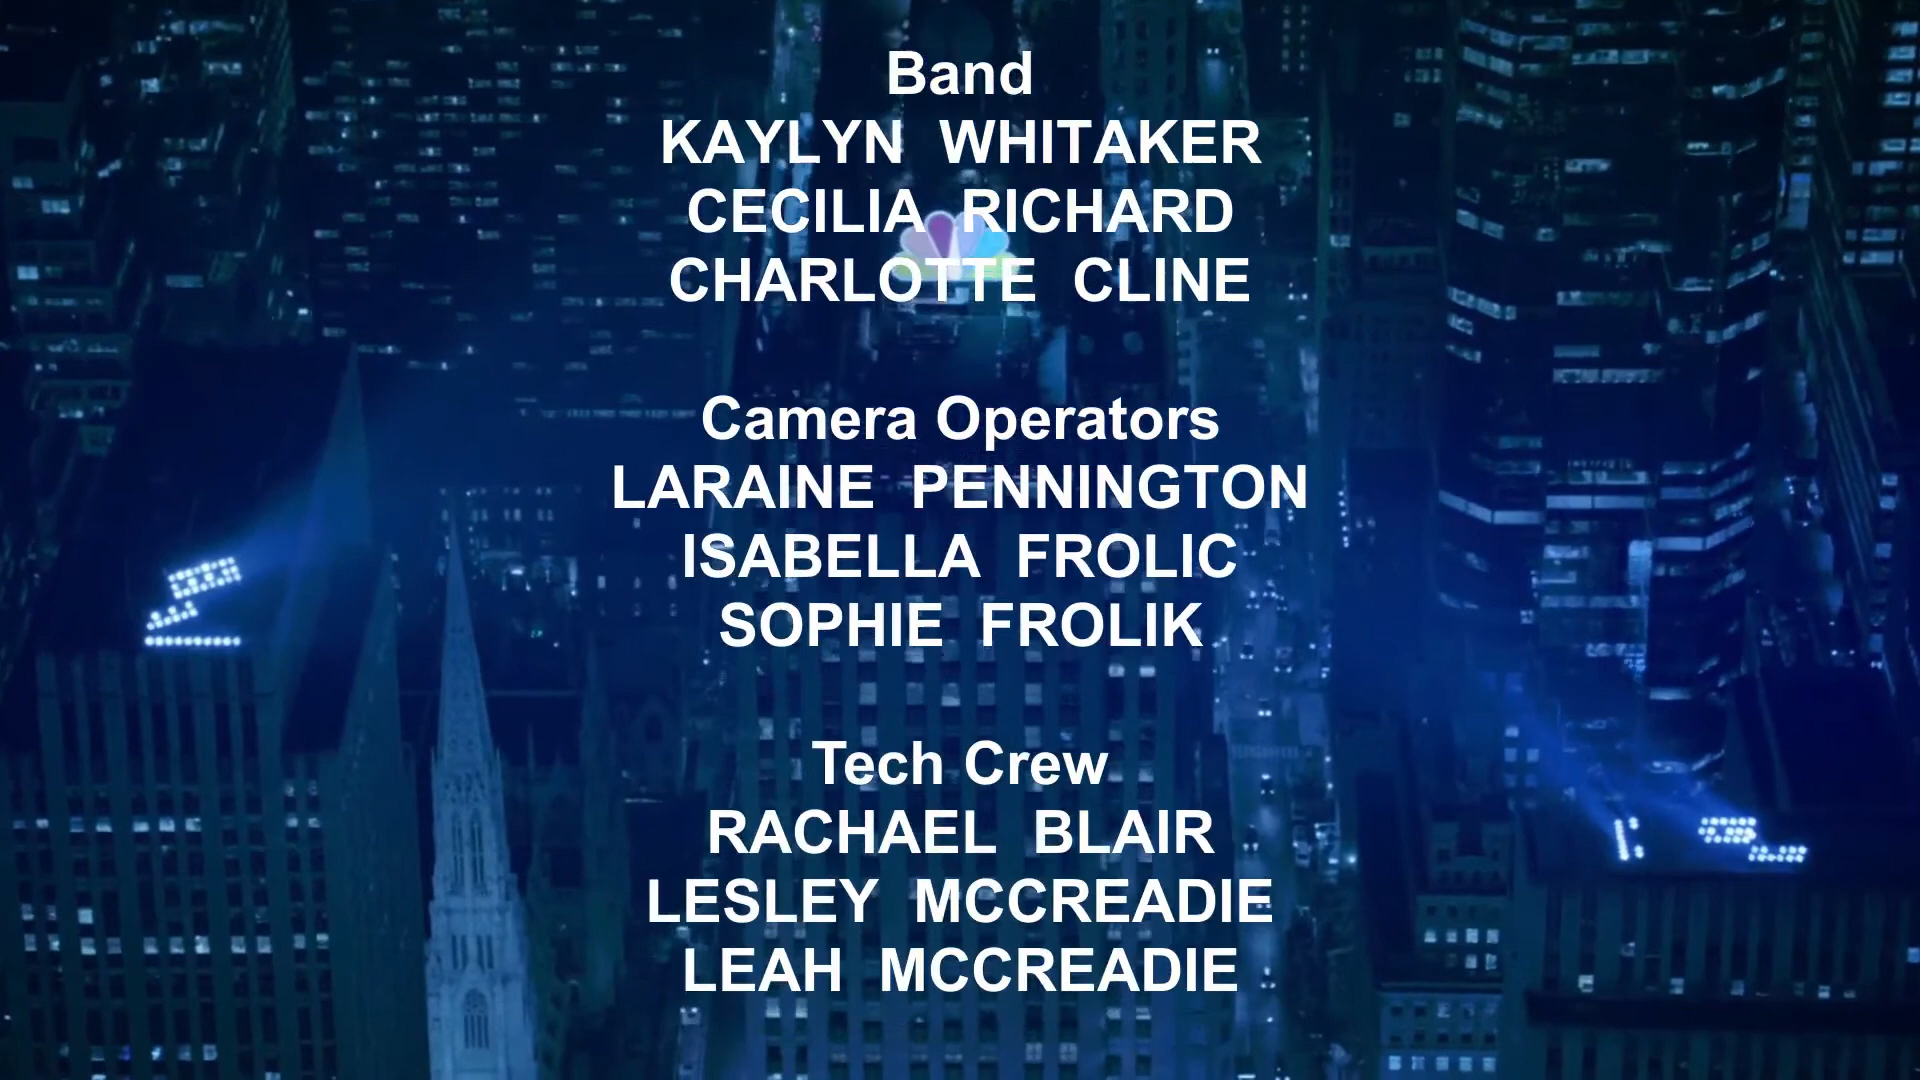 Band
KAYLYN WHITAKER
CECILIA RICHARD
CHARLOTTE CLINE
Camera Operators
LARAINE PENNINGTON
ISABELLA FROLIC
SOPHIE FROLIK
Tech Crew
RACHAEL BLAIR
LESLEY MCCREADIE
LEAH MCCREADIE